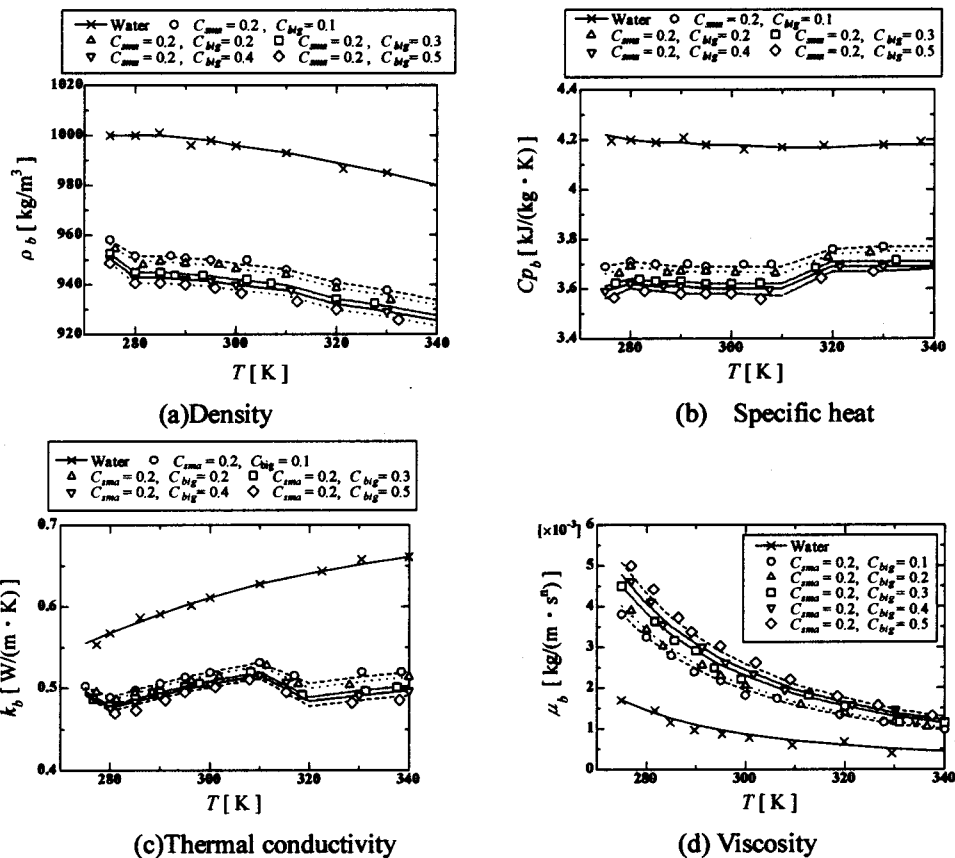 Water C_sma = 0.2 , C_big = 0.1
C_sma = 0.2 , C_big = 0.2 C_sma = 0.2 , C_big = 0.3
C_sma = 0.2 , C_big = 0.4 C_sma = 0.2 , C_big = 0.5
1020
1000
980
960
940
920
ρ_b [ kg/m³ ]
280 300 320 340
T [ K ]
(a)Density
Water C_sma = 0.2, C_big = 0.1
C_sma = 0.2, C_big = 0.2 C_sma = 0.2, C_big = 0.3
C_sma = 0.2, C_big = 0.4 C_sma = 0.2, C_big = 0.5
4.4
4.2
4.0
3.8
3.6
3.4
Cp_b [ kJ/(kg · K) ]
280 300 320 340
T [ K ]
(b) Specific heat
Water C_sma = 0.2, C_big = 0.1
C_sma = 0.2, C_big = 0.2 C_sma = 0.2, C_big = 0.3
C_sma = 0.2, C_big = 0.4 C_sma = 0.2, C_big = 0.5
0.7
0.6
0.5
0.4
k_b [ W/(m · K) ]
280 300 320 340
T [ K ]
(c)Thermal conductivity
[×10⁻³]
6
5
4
3
2
1
0
μ_b [ kg/(m · sⁿ) ]
Water
C_sma = 0.2, C_big = 0.1
C_sma = 0.2, C_big = 0.2
C_sma = 0.2, C_big = 0.3
C_sma = 0.2, C_big = 0.4
C_sma = 0.2, C_big = 0.5
280 300 320 340
T [ K ]
(d) Viscosity